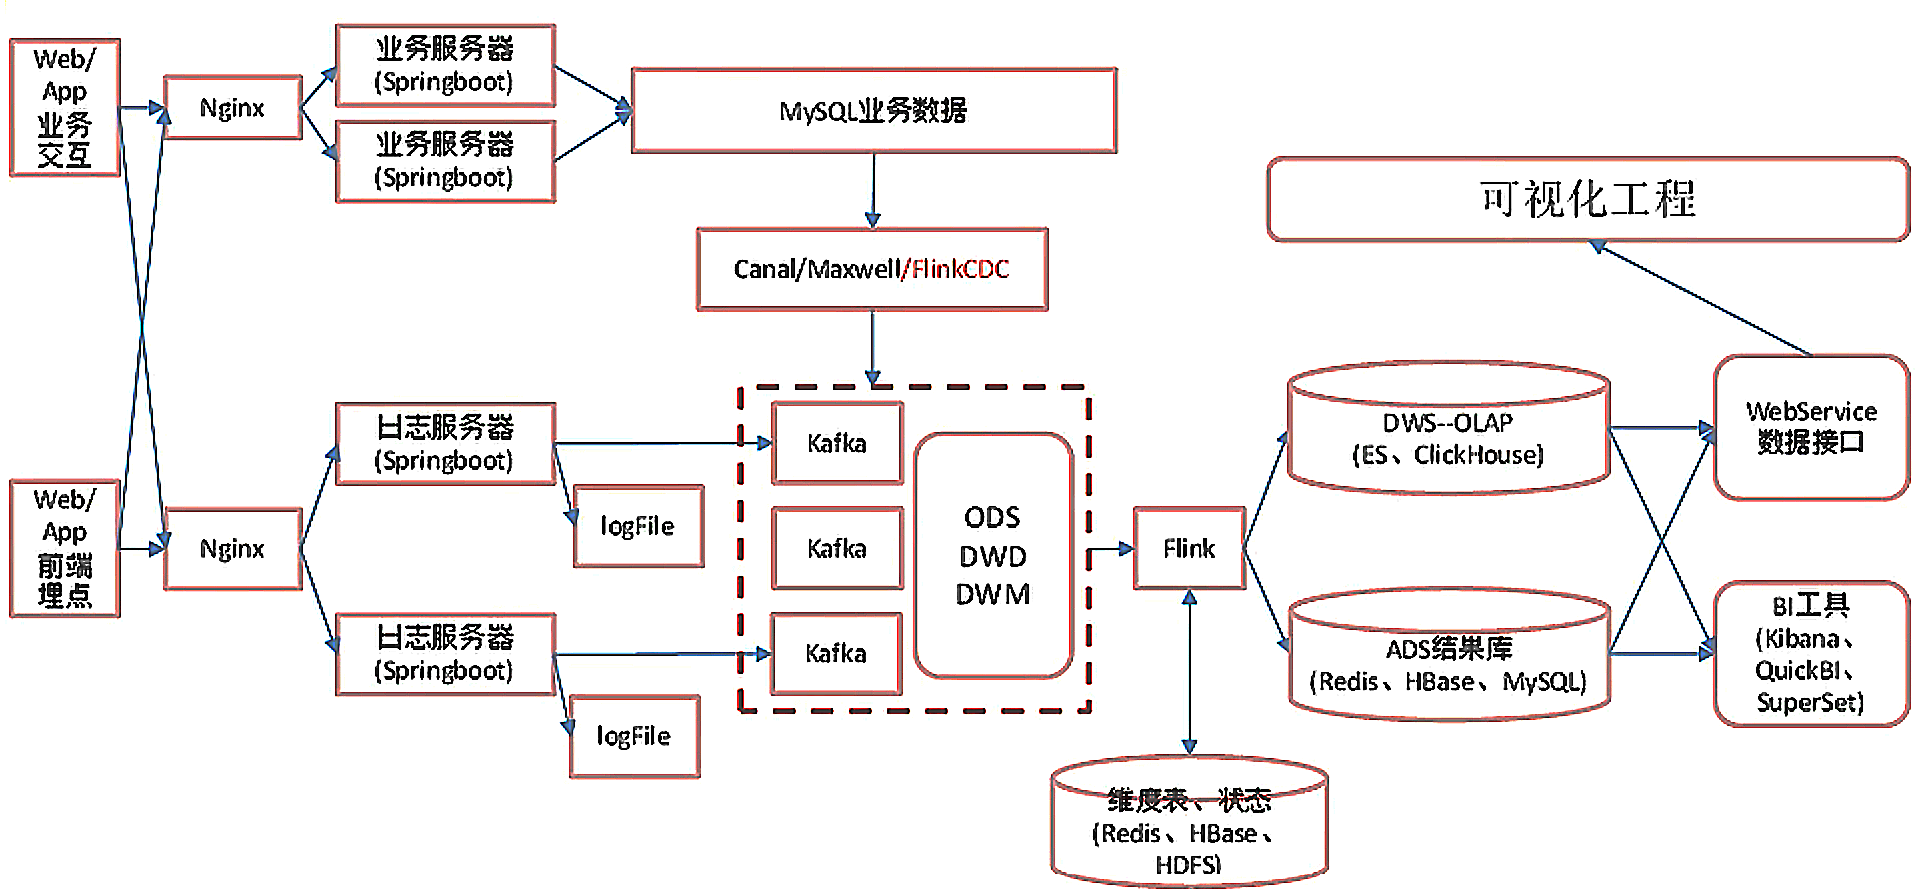 Web/
App
业务
交互
Nginx
业务服务器
(Springboot)
业务服务器
(Springboot)
MySQL业务数据
Canal/Maxwell/FlinkCDC
可视化工程
Web/
App
前端
埋点
Nginx
日志服务器
(Springboot)
logFile
日志服务器
(Springboot)
logFile
Kafka
Kafka
Kafka
ODS
DWD
DWM
Flink
维度表、状态
(Redis、HBase、
HDFS)
DWS--OLAP
(ES、ClickHouse)
ADS结果库
(Redis、HBase、MySQL)
WebService
数据接口
BI工具
(Kibana、
QuickBI、
SuperSet)